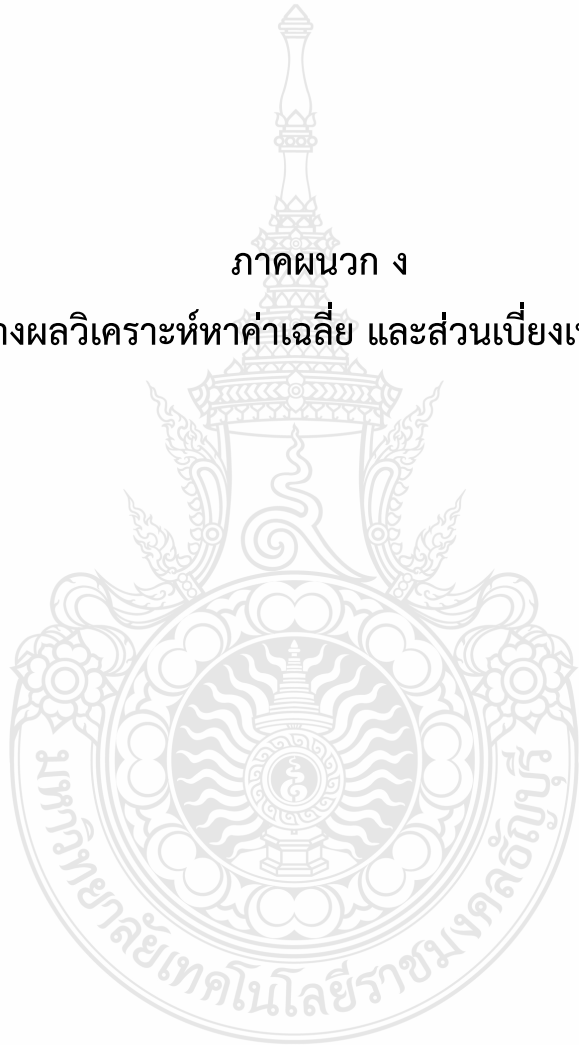 ภาคผนวก ง
างผลวิเคราะห์หาค่าเฉลี่ย และส่วนเบี่ยงเ
มหาวิทยาลัยเทคโนโลยีราชมงคลธัญบุรี